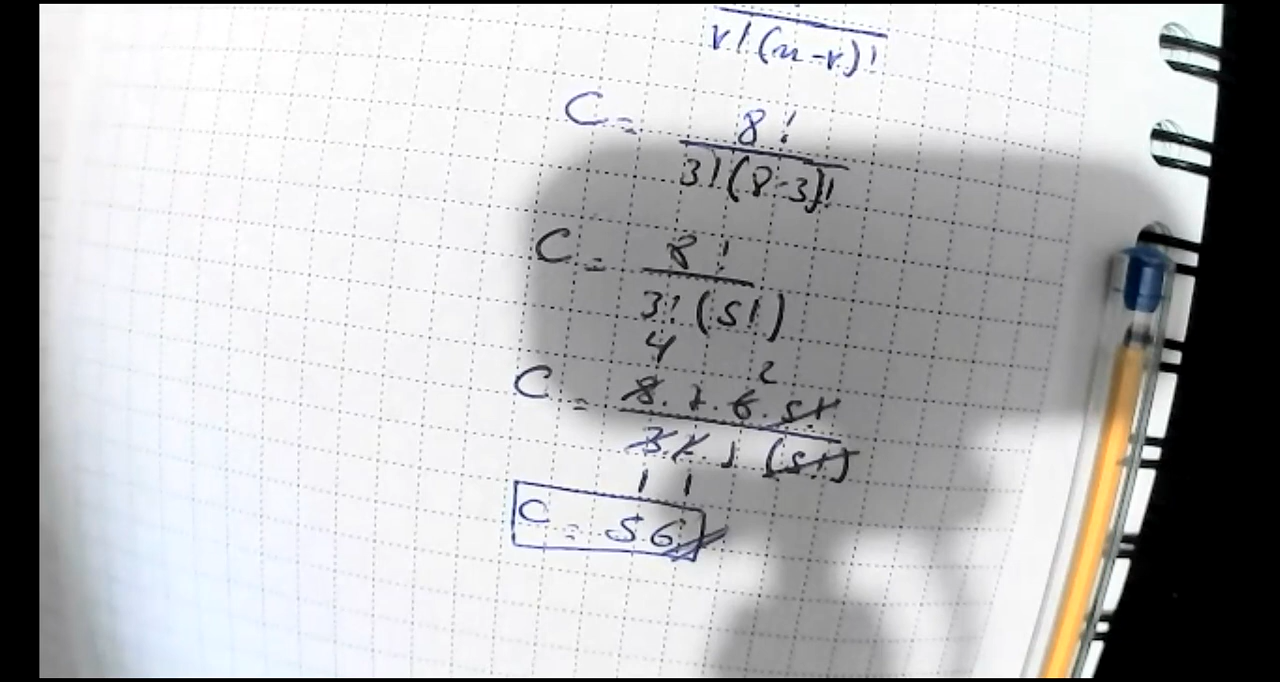 r!(n-r)!
C = 8!
3!(8-3)!
C = 8!
3!(5!)
4 2
C = 8.7.6.5!
3.2.1 (5!)
1 1
C = 56